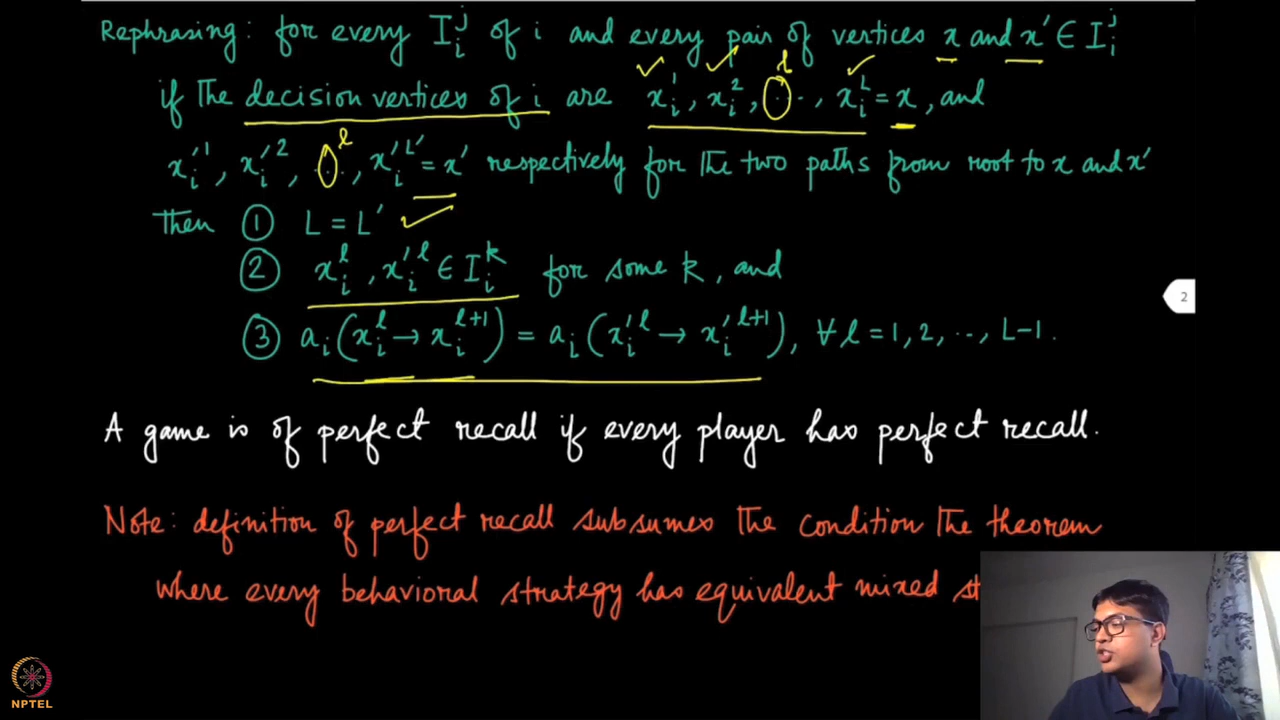 Rephrasing: for every I_i^j of i and every pair of vertices x and x' ∈ I_i^j
if the decision vertices of i are x_i^1, x_i^2, ..., x_i^L = x, and
l
x_i'^1, x_i'^2, ..., x_i'^L' = x' respectively for the two paths from root to x and x'
l
Then ① L = L'
② x_i^l, x_i'^l ∈ I_i^k for some k, and
③ a_i(x_i^l → x_i^{l+1}) = a_i(x_i'^l → x_i'^{l+1}), ∀ l = 1, 2, .., L-1.
2
A game is of perfect recall if every player has perfect recall.
Note: definition of perfect recall subsumes the condition the theorem
where every behavioral strategy has equivalent mixed
NPTEL